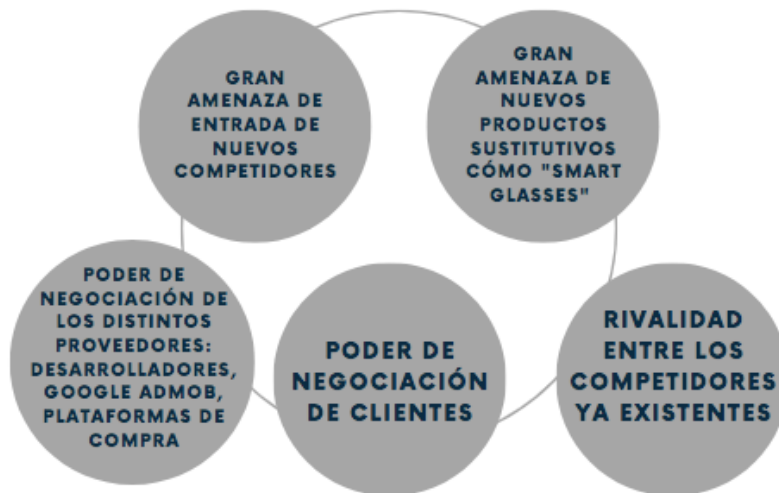 GRAN
AMENAZA DE
ENTRADA DE
NUEVOS
COMPETIDORES
GRAN
AMENAZA DE
NUEVOS
PRODUCTOS
SUSTITUTIVOS
CÓMO "SMART
GLASSES"
PODER DE
NEGOCIACIÓN DE
LOS DISTINTOS
PROVEEDORES:
DESARROLLADORES,
GOOGLE ADMOB,
PLATAFORMAS DE
COMPRA
PODER DE
NEGOCIACIÓN
DE CLIENTES
RIVALIDAD
ENTRE LOS
COMPETIDORES
YA EXISTENTES